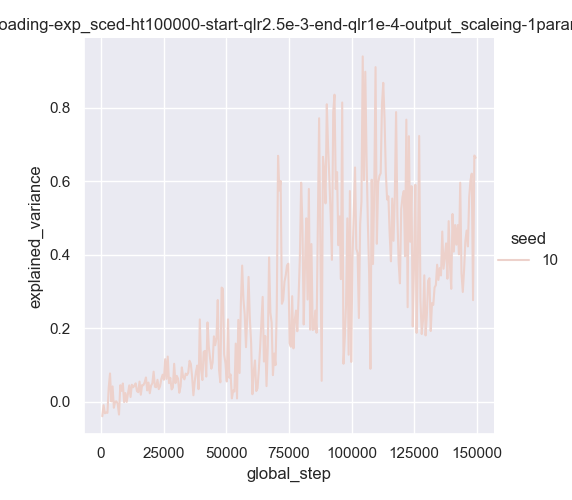 oading-exp_sced-ht100000-start-qlr2.5e-3-end-qlr1e-4-output_scaleing-1para
explained_variance
0.8
0.6
0.4
0.2
0.0
0 25000 50000 75000 100000 125000 150000
global_step
seed
10